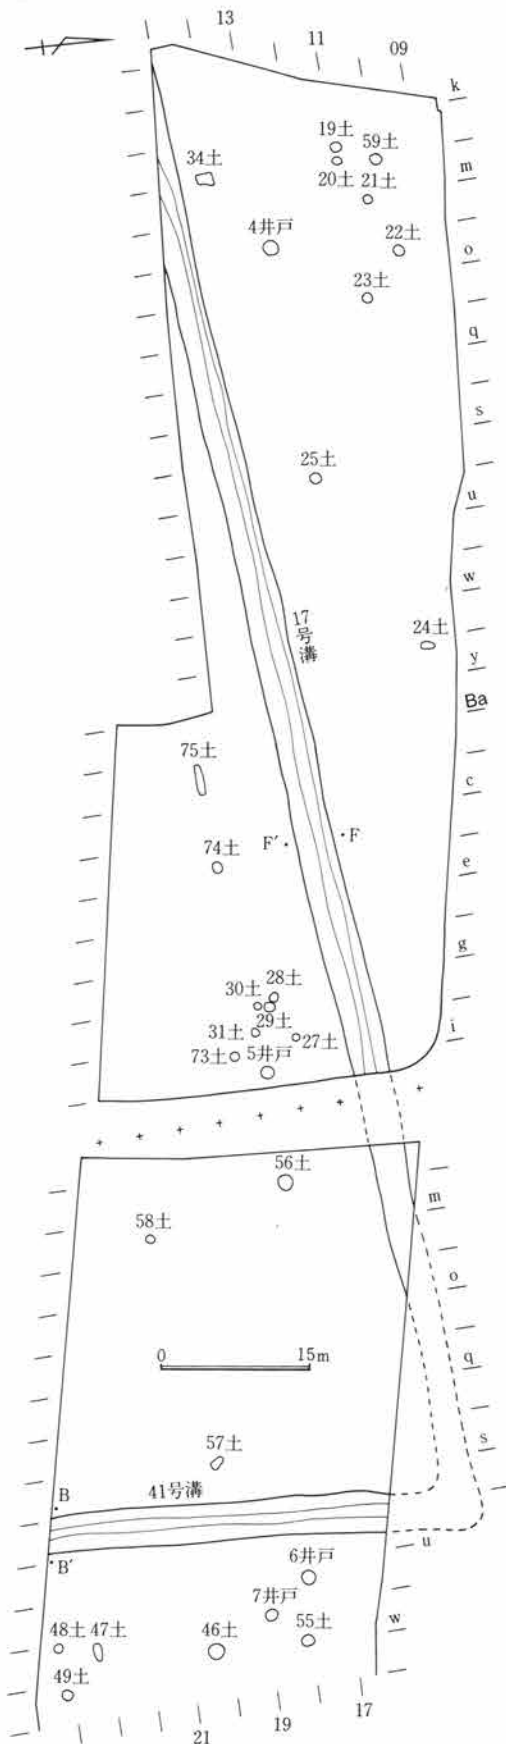 13
11
09
k
19土
59土
34土
20土
21土
m
4井戸
22土
o
23土
q
s
25土
u
w
17号溝
24土
y
Ba
75土
c
74土
F′
F
e
28土
30土
g
29土
31土
27土
i
73土
5井戸
56土
m
58土
o
0
15m
q
57土
s
B
41号溝
B′
u
6井戸
7井戸
48土
47土
46土
55土
w
49土
21
19
17